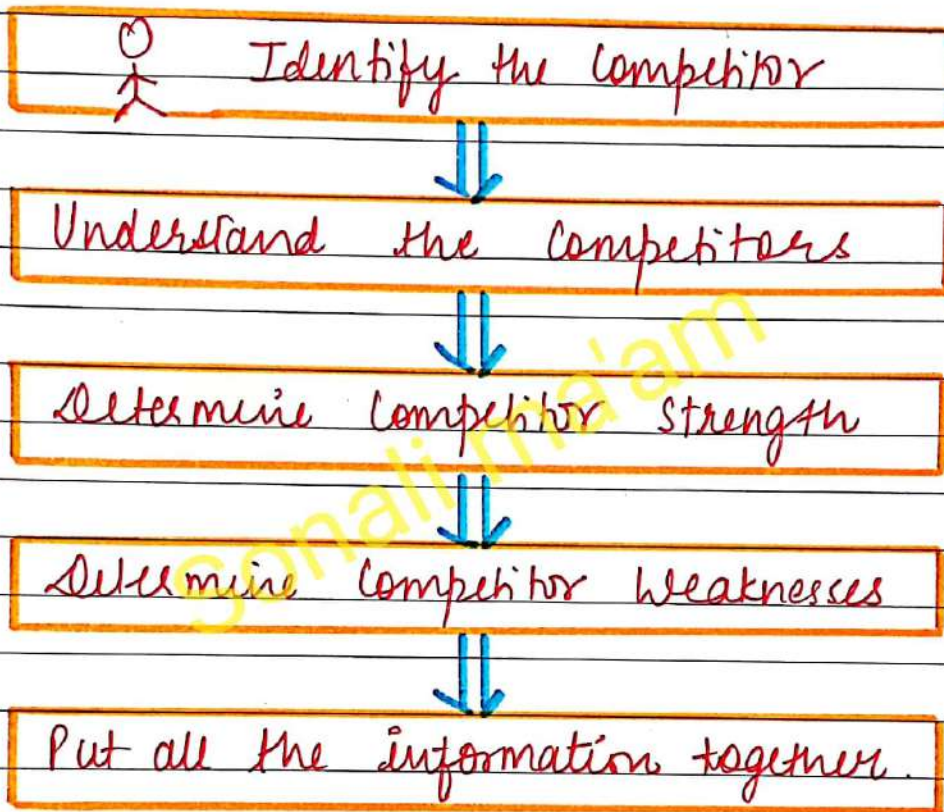 Identify the Competitor
Understand the Competitors
Determine Competitor Strength
Sonali ma'am
Determine Competitor Weaknesses
Put all the information together.